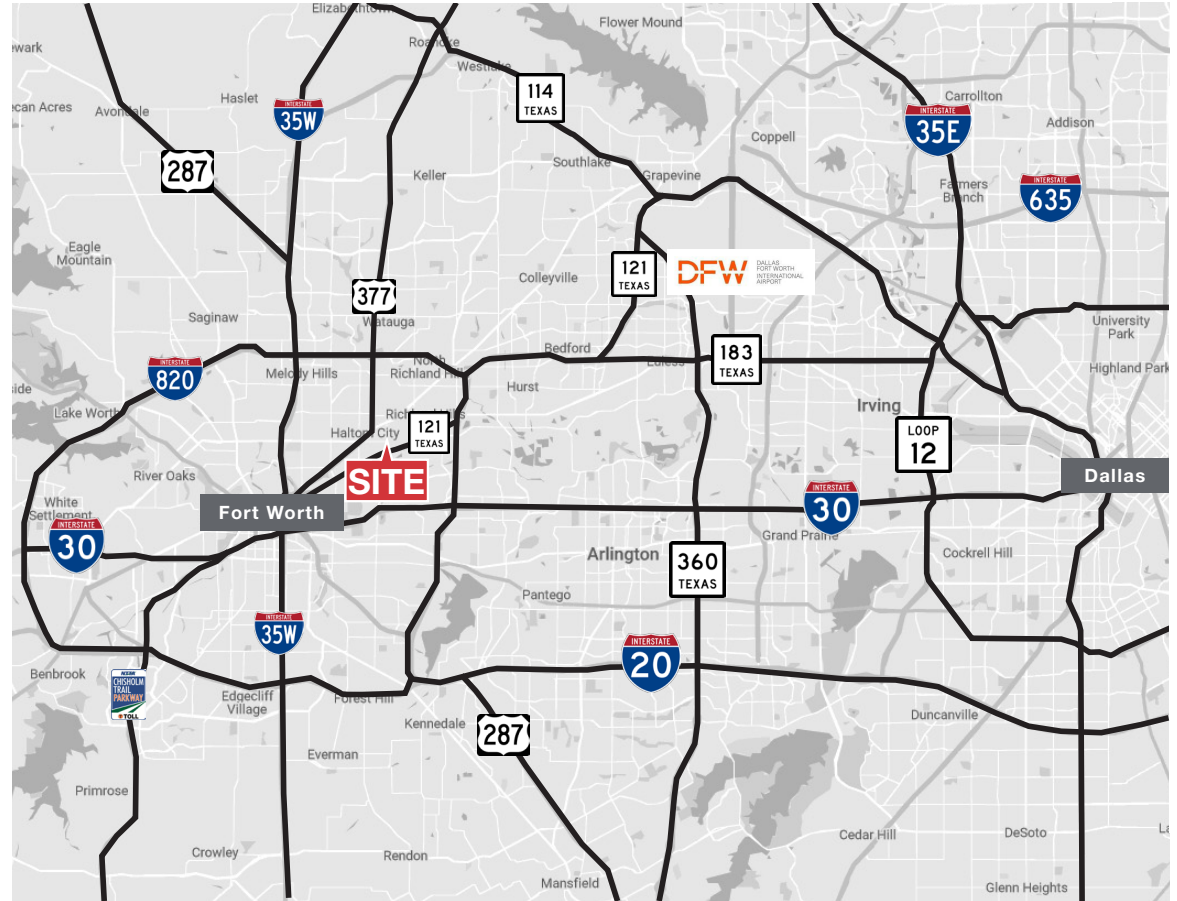 Elizabethtown
Flower Mound
ewark
Roanoke
Westlake
114
TEXAS
Haslet
ecan Acres
Avondale
INTERSTATE
35W
INTERSTATE
35E
Carrollton
Addison
Coppell
287
Southlake
Grapevine
Keller
Farmers
Branch
INTERSTATE
635
Eagle
Mountain
Colleyville
121
TEXAS
DFW
DALLAS
FORT WORTH
INTERNATIONAL
AIRPORT
377
Saginaw
Watauga
University
Park
Bedford
Euless
183
TEXAS
INTERSTATE
820
Melody Hills
North
Richland Hills
Highland Park
side
Hurst
Lake Worth
Irving
Richland Hills
Haltom City
121
TEXAS
LOOP
12
River Oaks
SITE
Dallas
White
Settlement
Fort Worth
INTERSTATE
30
INTERSTATE
30
Grand Prairie
Arlington
360
TEXAS
Cockrell Hill
Pantego
INTERSTATE
35W
INTERSTATE
20
Benbrook
NTTA
CHISHOLM
TRAIL
PARKWAY
TOLL
Edgecliff
Village
Forest Hill
Kennedale
287
Duncanville
Everman
Primrose
Cedar Hill
DeSoto
La
Crowley
Rendon
Mansfield
Glenn Heights